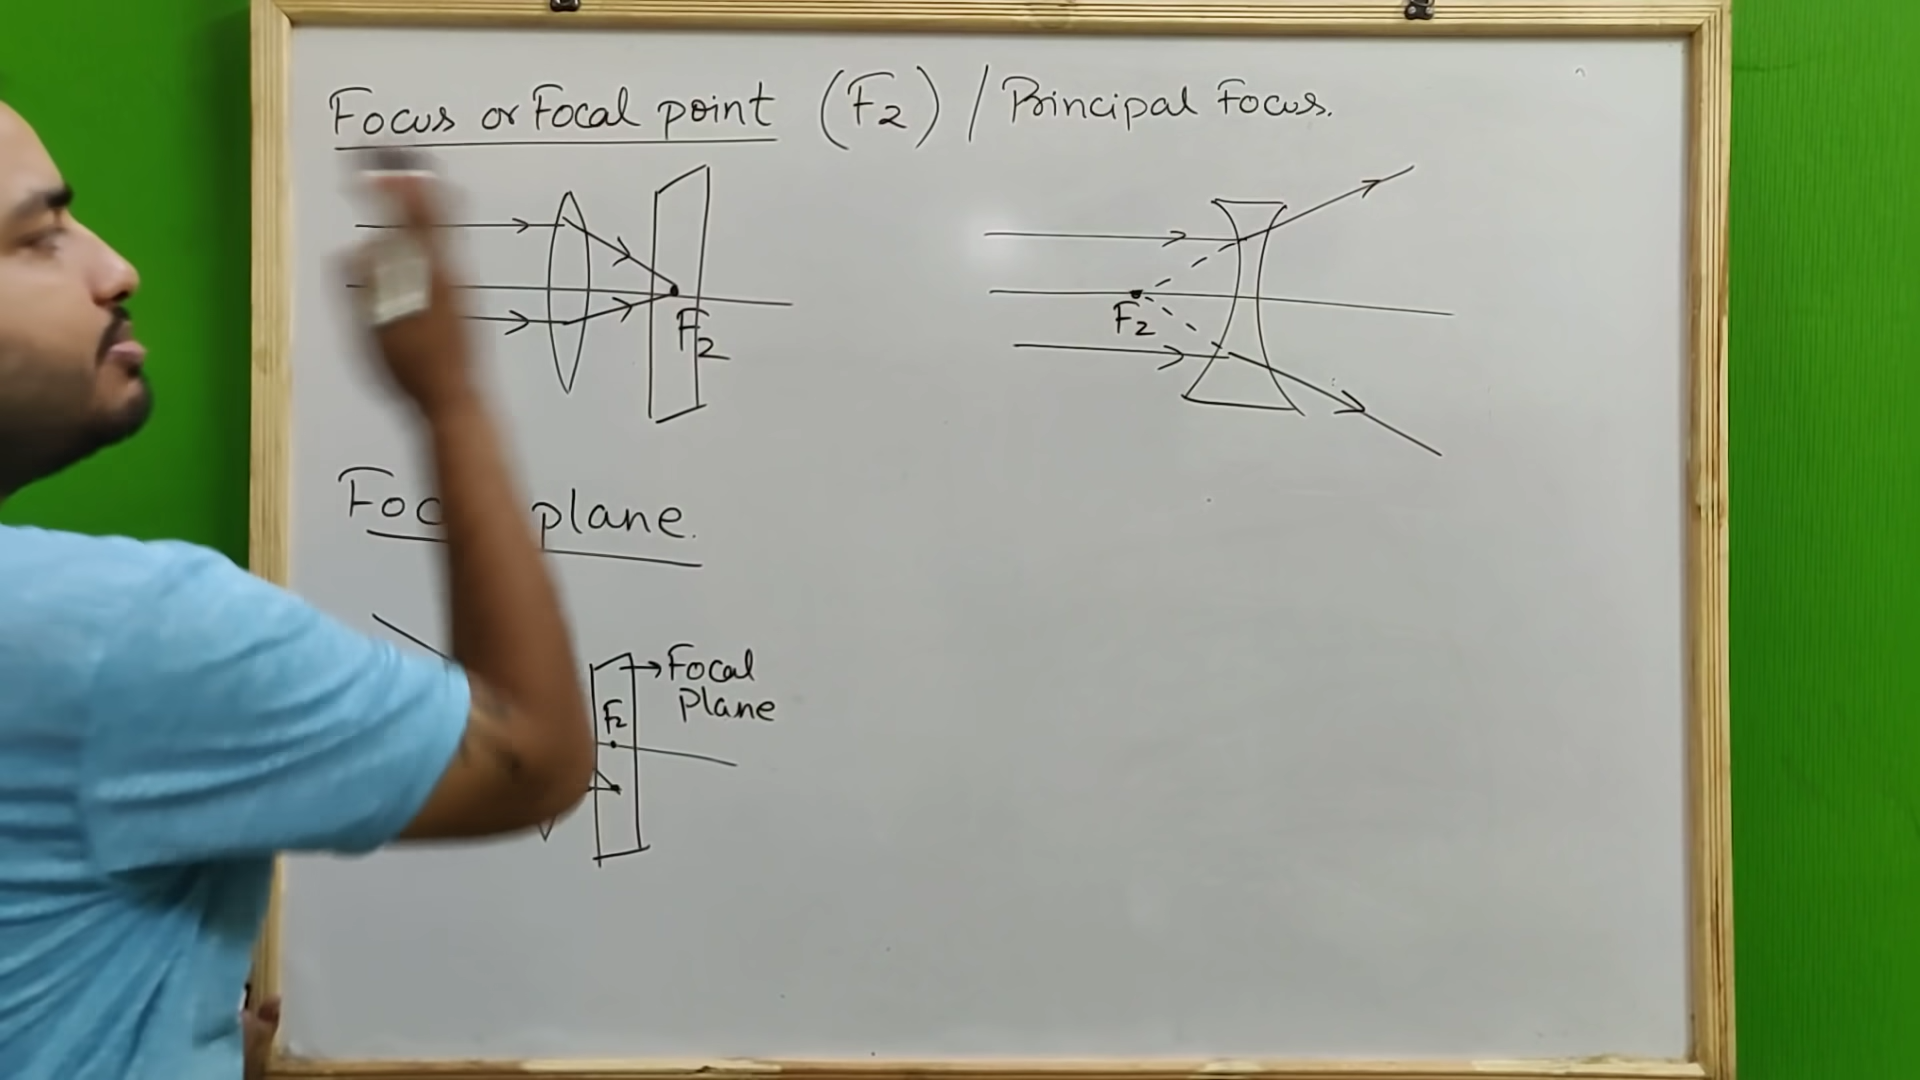 Focus or Focal point (F2) / Principal Focus.
F2
F2
plane.
Focal
Plane
F2